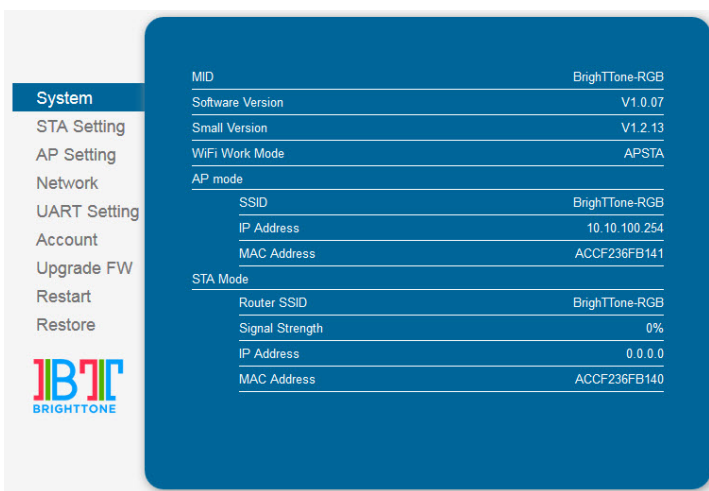 System
STA Setting
AP Setting
Network
UART Setting
Account
Upgrade FW
Restart
Restore
BT
BRIGHTTONE
MID BrighTTone-RGB
Software Version V1.0.07
Small Version V1.2.13
WiFi Work Mode APSTA
AP mode
SSID BrighTTone-RGB
IP Address 10.10.100.254
MAC Address ACCF236FB141
STA Mode
Router SSID BrighTTone-RGB
Signal Strength 0%
IP Address 0.0.0.0
MAC Address ACCF236FB140